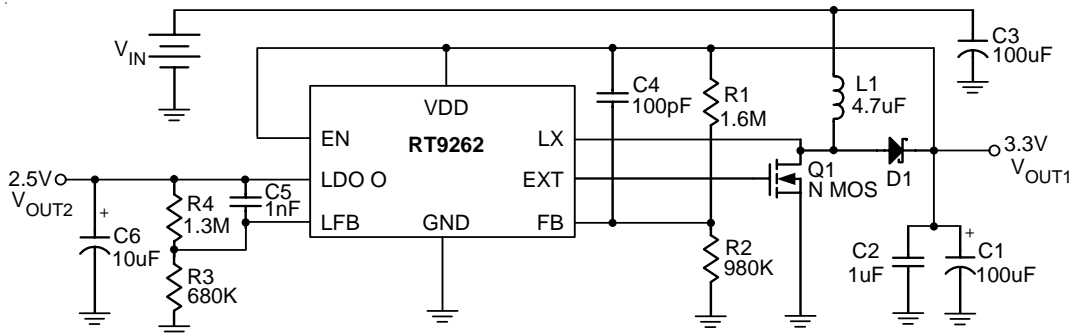 V_IN
C3
100uF
C4
100pF
R1
1.6M
L1
4.7uF
VDD
RT9262
EN
LX
3.3V
V_OUT1
D1
Q1
N MOS
2.5V
V_OUT2
LDO O
EXT
C5
1nF
R4
1.3M
LFB
GND
FB
+
C6
10uF
R3
680K
R2
980K
C2
1uF
+
C1
100uF